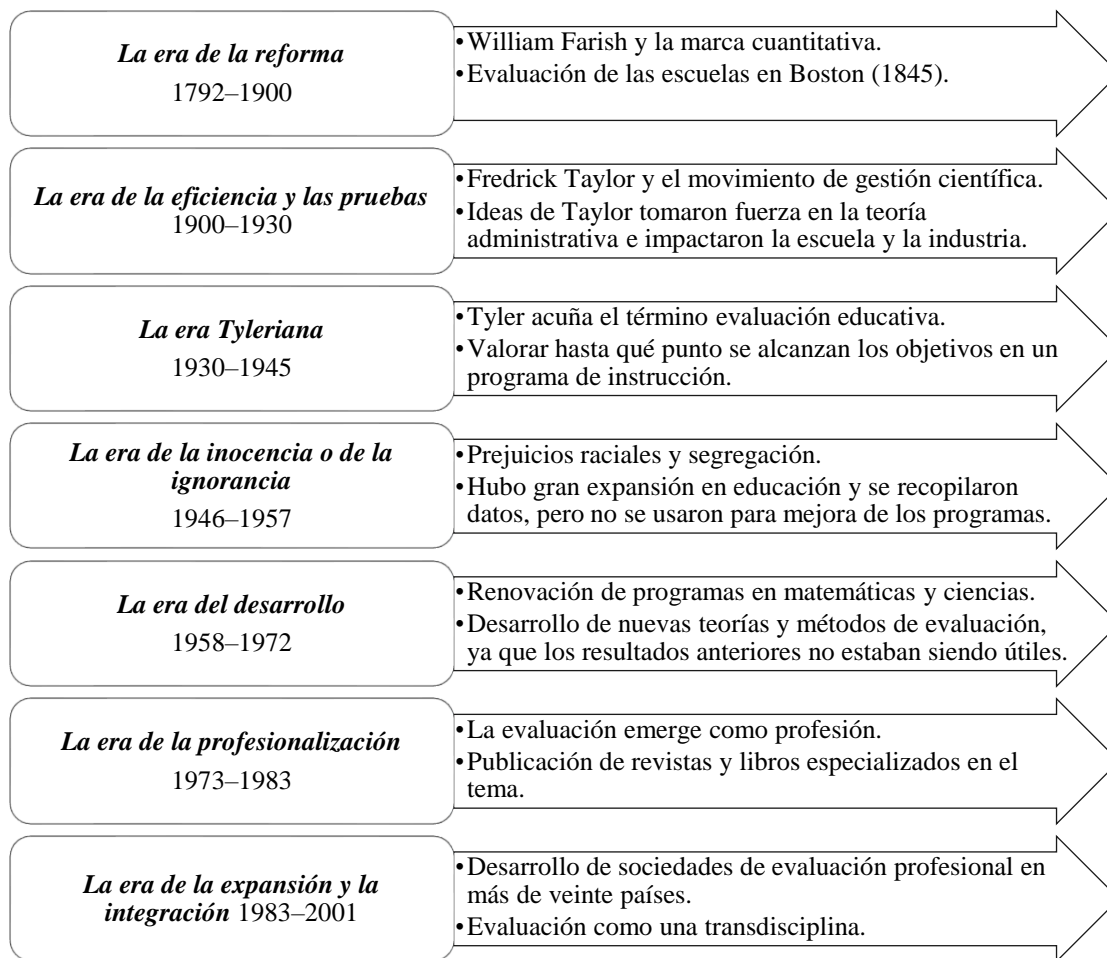 La era de la reforma
1792–1900
•William Farish y la marca cuantitativa.
•Evaluación de las escuelas en Boston (1845).
La era de la eficiencia y las pruebas
1900–1930
•Fredrick Taylor y el movimiento de gestión científica.
•Ideas de Taylor tomaron fuerza en la teoría
administrativa e impactaron la escuela y la industria.
La era Tyleriana
1930–1945
•Tyler acuña el término evaluación educativa.
•Valorar hasta qué punto se alcanzan los objetivos en un
programa de instrucción.
La era de la inocencia o de la
ignorancia
1946–1957
•Prejuicios raciales y segregación.
•Hubo gran expansión en educación y se recopilaron
datos, pero no se usaron para mejora de los programas.
La era del desarrollo
1958–1972
•Renovación de programas en matemáticas y ciencias.
•Desarrollo de nuevas teorías y métodos de evaluación,
ya que los resultados anteriores no estaban siendo útiles.
La era de la profesionalización
1973–1983
•La evaluación emerge como profesión.
•Publicación de revistas y libros especializados en el
tema.
La era de la expansión y la
integración 1983–2001
•Desarrollo de sociedades de evaluación profesional en
más de veinte países.
•Evaluación como una transdisciplina.